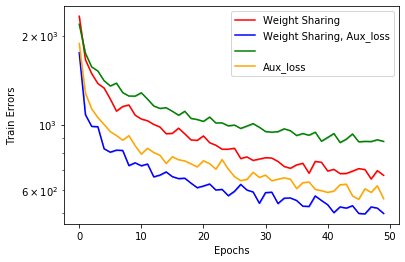 Weight Sharing
Weight Sharing, Aux_loss
Aux_loss
2 × 10³
10³
6 × 10²
Train Errors
0
10
20
30
40
50
Epochs